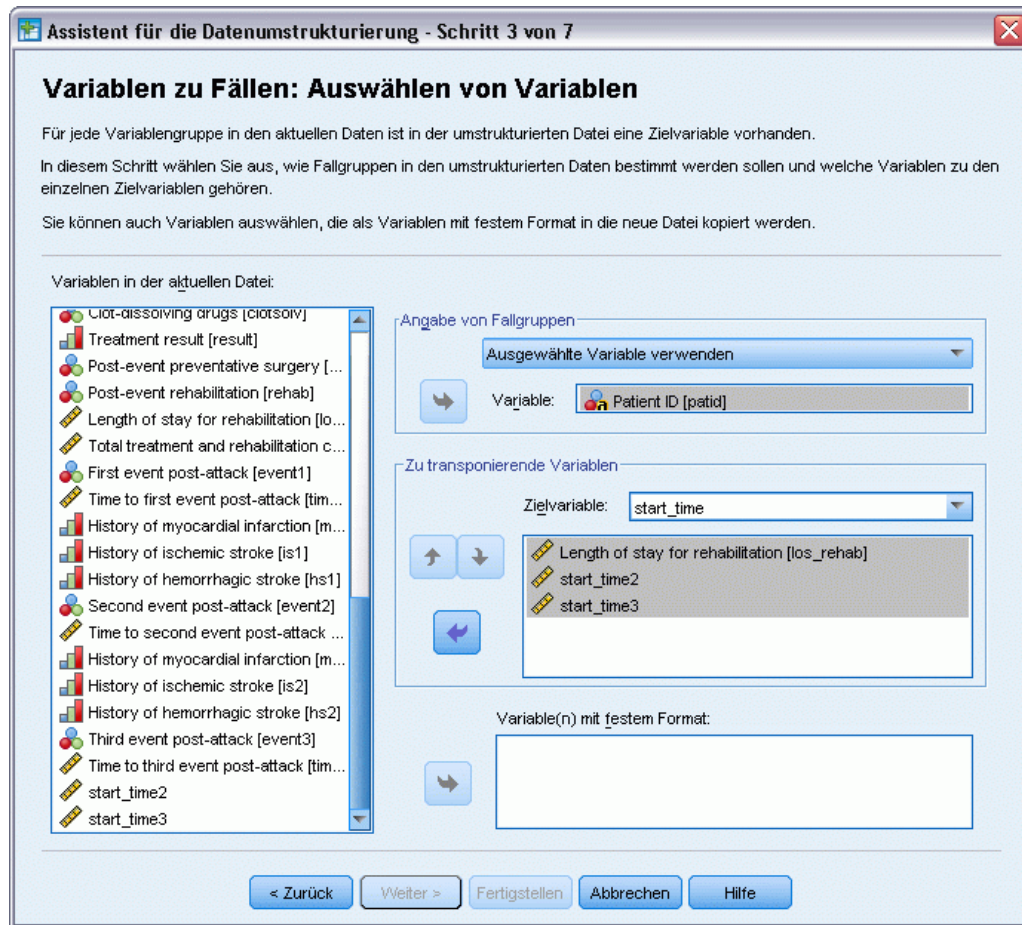 Assistent für die Datenumstrukturierung - Schritt 3 von 7
Variablen zu Fällen: Auswählen von Variablen
Für jede Variablengruppe in den aktuellen Daten ist in der umstrukturierten Datei eine Zielvariable vorhanden.
In diesem Schritt wählen Sie aus, wie Fallgruppen in den umstrukturierten Daten bestimmt werden sollen und welche Variablen zu den
einzelnen Zielvariablen gehören.
Sie können auch Variablen auswählen, die als Variablen mit festem Format in die neue Datei kopiert werden.
Variablen in der aktuellen Datei:
Clot-dissolving drugs [clotsolv]
Treatment result [result]
Post-event preventative surgery [...
Post-event rehabilitation [rehab]
Length of stay for rehabilitation [lo...
Total treatment and rehabilitation c...
First event post-attack [event1]
Time to first event post-attack [tim...
History of myocardial infarction [m...
History of ischemic stroke [is1]
History of hemorrhagic stroke [hs1]
Second event post-attack [event2]
Time to second event post-attack ...
History of myocardial infarction [m...
History of ischemic stroke [is2]
History of hemorrhagic stroke [hs2]
Third event post-attack [event3]
Time to third event post-attack [tim...
start_time2
start_time3
Angabe von Fallgruppen
Ausgewählte Variable verwenden
Variable: Patient ID [patid]
Zu transponierende Variablen
Zielvariable: start_time
Length of stay for rehabilitation [los_rehab]
start_time2
start_time3
Variable(n) mit festem Format:
< Zurück Weiter > Fertigstellen Abbrechen Hilfe